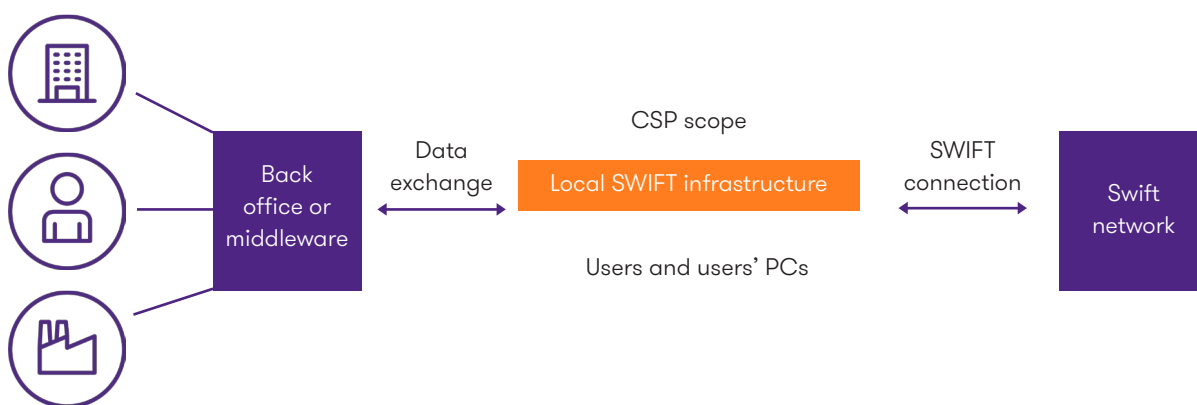 Back
office or
middleware
Data
exchange
CSP scope
Local SWIFT infrastructure
Users and users’ PCs
SWIFT
connection
Swift
network